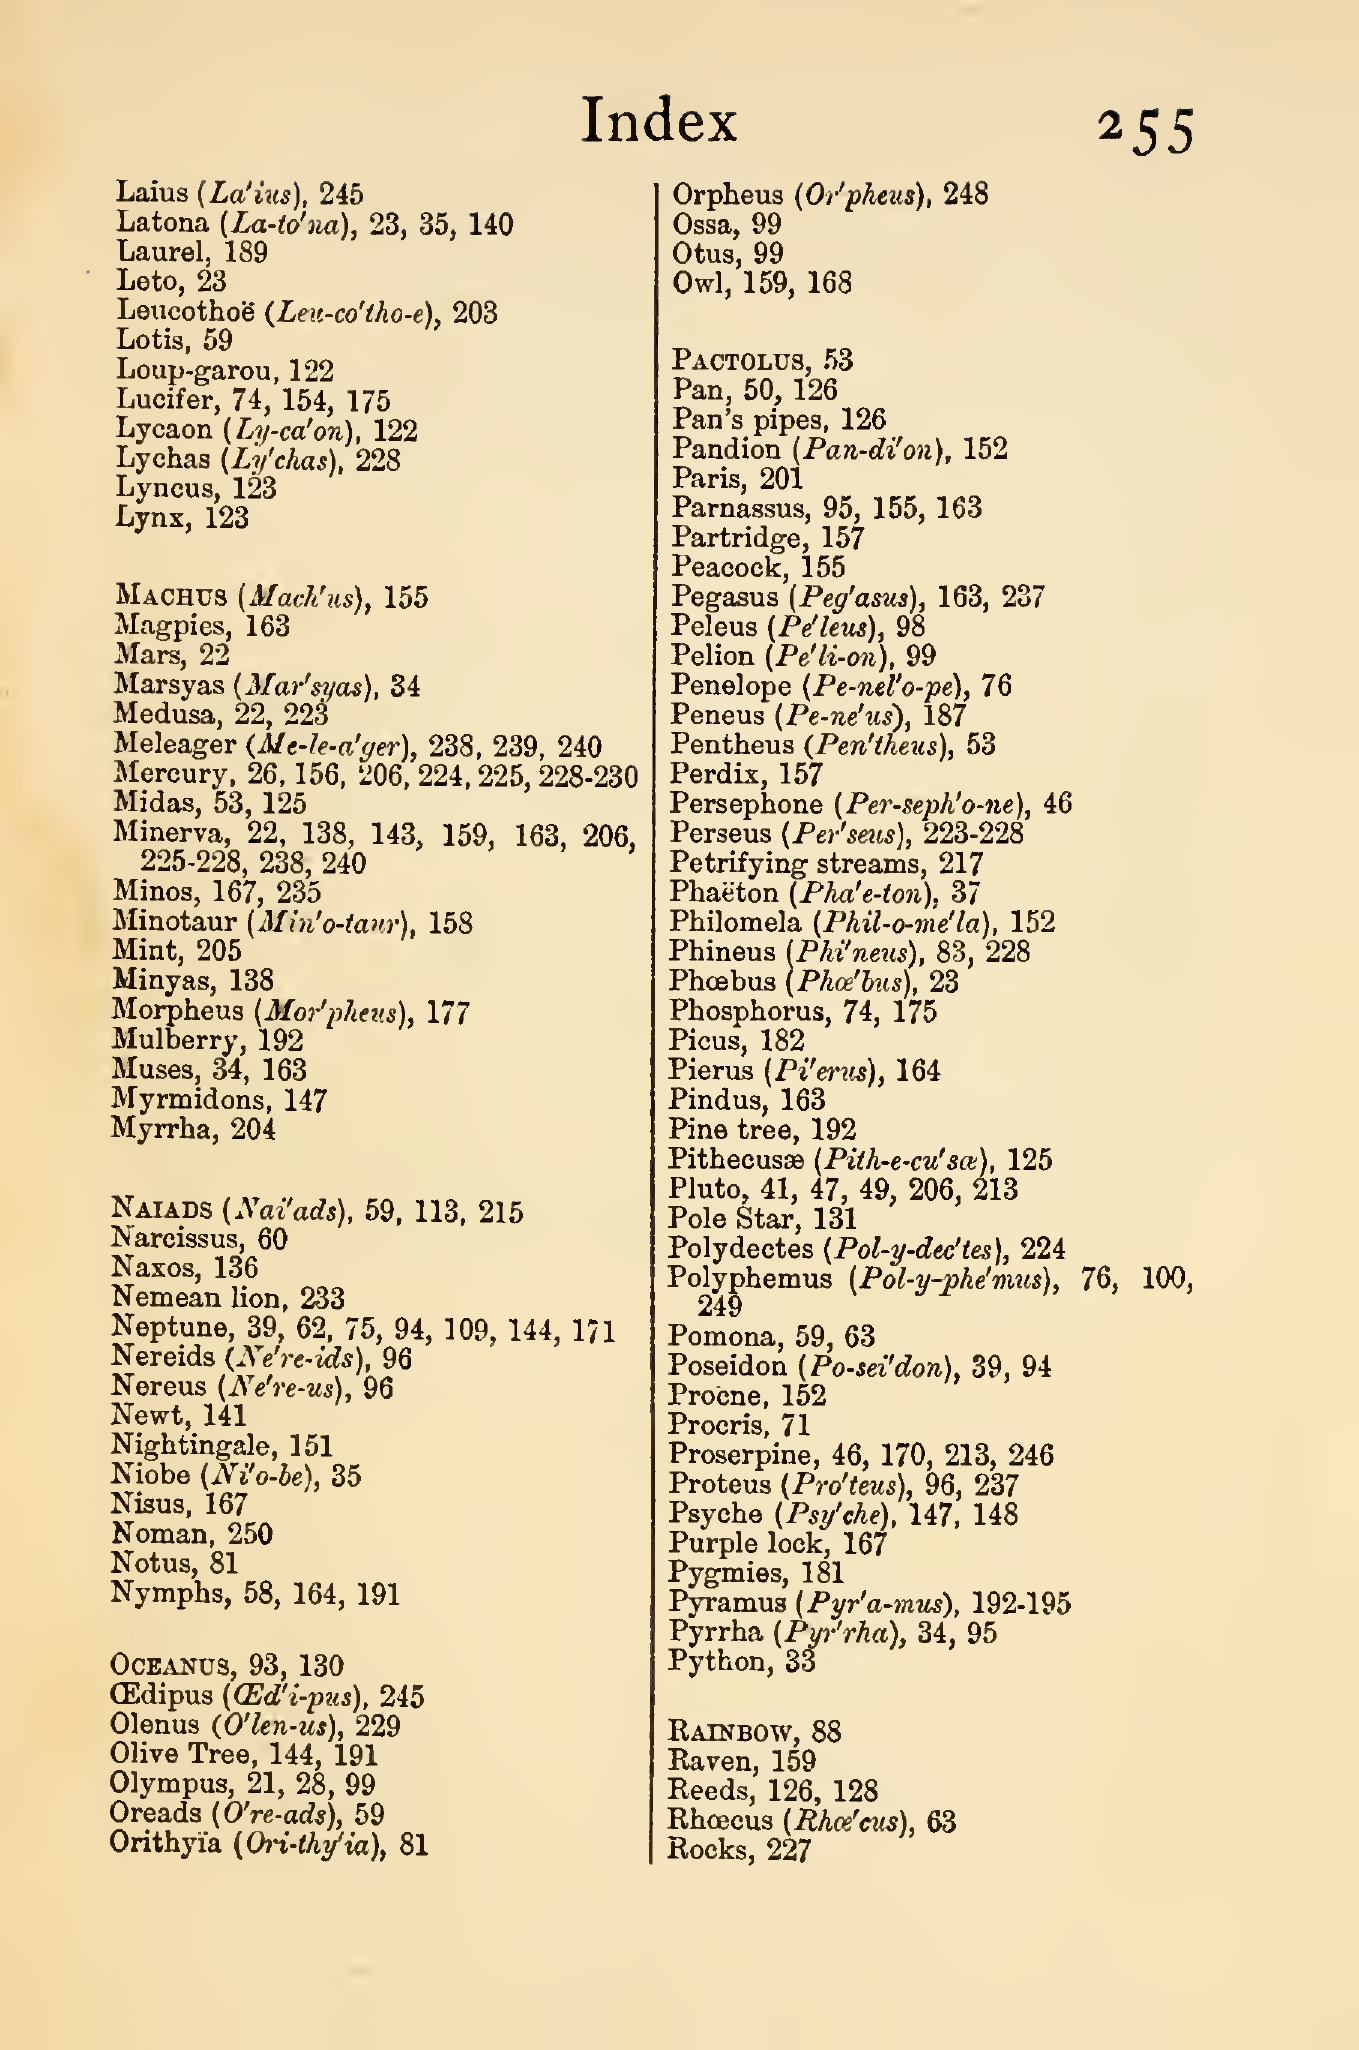 Index 255
Laius (La'ius), 245
Latona (La-to'na), 23, 35, 140
Laurel, 189
Leto, 23
Leucothoë (Leu-co'tho-e), 203
Lotis, 59
Loup-garou, 122
Lucifer, 74, 154, 175
Lycaon (Ly-ca'on), 122
Lychas (Ly'chas), 228
Lyncus, 123
Lynx, 123
MACHUS (Mach'us), 155
Magpies, 163
Mars, 22
Marsyas (Mar'syas), 34
Medusa, 22, 223
Meleager (Me-le-a'ger), 238, 239, 240
Mercury, 26, 156, 206, 224, 225, 228-230
Midas, 53, 125
Minerva, 22, 138, 143, 159, 163, 206,
225-228, 238, 240
Minos, 167, 235
Minotaur (Min'o-taur), 158
Mint, 205
Minyas, 138
Morpheus (Mor'pheus), 177
Mulberry, 192
Muses, 34, 163
Myrmidons, 147
Myrrha, 204
NAIADS (Nai'ads), 59, 113, 215
Narcissus, 60
Naxos, 136
Nemean lion, 233
Neptune, 39, 62, 75, 94, 109, 144, 171
Nereids (Ne're-ids), 96
Nereus (Ne're-us), 96
Newt, 141
Nightingale, 151
Niobe (Ni'o-be), 35
Nisus, 167
Noman, 250
Notus, 81
Nymphs, 58, 164, 191
OCEANUS, 93, 130
Œdipus (Œd'i-pus), 245
Olenus (O'len-us), 229
Olive Tree, 144, 191
Olympus, 21, 28, 99
Oreads (O're-ads), 59
Orithyïa (Ori-thy'ia), 81
Orpheus (Or'pheus), 248
Ossa, 99
Otus, 99
Owl, 159, 168
PACTOLUS, 53
Pan, 50, 126
Pan's pipes, 126
Pandion (Pan-di'on), 152
Paris, 201
Parnassus, 95, 155, 163
Partridge, 157
Peacock, 155
Pegasus (Peg'asus), 163, 237
Peleus (Pe'leus), 98
Pelion (Pe'li-on), 99
Penelope (Pe-nel'o-pe), 76
Peneus (Pe-ne'us), 187
Pentheus (Pen'theus), 53
Perdix, 157
Persephone (Per-seph'o-ne), 46
Perseus (Per'seus), 223-228
Petrifying streams, 217
Phaëton (Pha'e-ton), 37
Philomela (Phil-o-me'la), 152
Phineus (Phi'neus), 83, 228
Phœbus (Phœ'bus), 23
Phosphorus, 74, 175
Picus, 182
Pierus (Pi'erus), 164
Pindus, 163
Pine tree, 192
Pithecusæ (Pith-e-cu'sæ), 125
Pluto, 41, 47, 49, 206, 213
Pole Star, 131
Polydectes (Pol-y-dec'tes), 224
Polyphemus (Pol-y-phe'mus), 76, 100,
249
Pomona, 59, 63
Poseidon (Po-sei'don), 39, 94
Procne, 152
Procris, 71
Proserpine, 46, 170, 213, 246
Proteus (Pro'teus), 96, 237
Psyche (Psy'che), 147, 148
Purple lock, 167
Pygmies, 181
Pyramus (Pyr'a-mus), 192-195
Pyrrha (Pyr'rha), 34, 95
Python, 33
RAINBOW, 88
Raven, 159
Reeds, 126, 128
Rhœcus (Rhœ'cus), 63
Rocks, 227